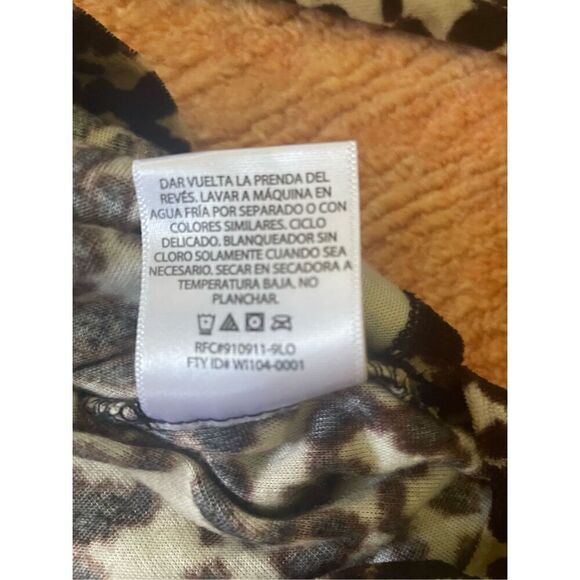 DAR VUELTA LA PRENDA DEL
REVÉS. LAVAR A MÁQUINA EN
AGUA FRÍA POR SEPARADO O CON
COLORES SIMILARES. CICLO
DELICADO. BLANQUEADOR SIN
CLORO SOLAMENTE CUANDO SEA
NECESARIO. SECAR EN SECADORA A
TEMPERATURA BAJA. NO
PLANCHAR.
RFC#910911-9LO
FTY ID# W1104-0001